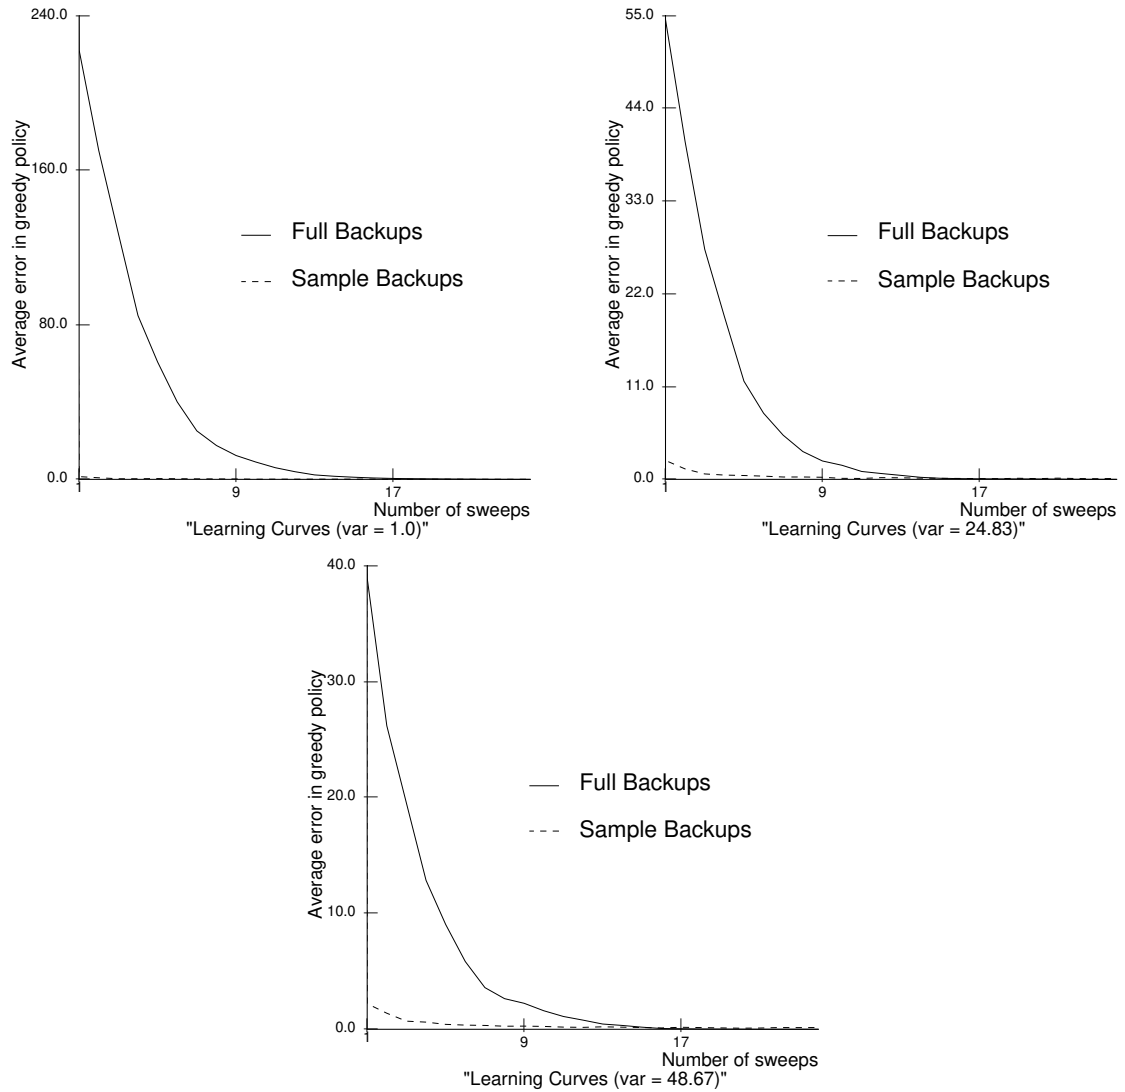 240.0
160.0
80.0
0.0
Average error in greedy policy
Full Backups
Sample Backups
1
9
17
Number of sweeps
"Learning Curves (var = 1.0)"
55.0
44.0
33.0
22.0
11.0
0.0
Average error in greedy policy
Full Backups
Sample Backups
1
9
17
Number of sweeps
"Learning Curves (var = 24.83)"
40.0
30.0
20.0
10.0
0.0
Average error in greedy policy
Full Backups
Sample Backups
1
9
17
Number of sweeps
"Learning Curves (var = 48.67)"